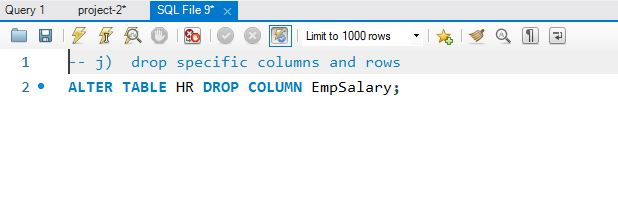 Query 1 project-2* SQL File 9* ×
Limit to 1000 rows
1 -- j)  drop specific columns and rows
2 ALTER TABLE HR DROP COLUMN EmpSalary;